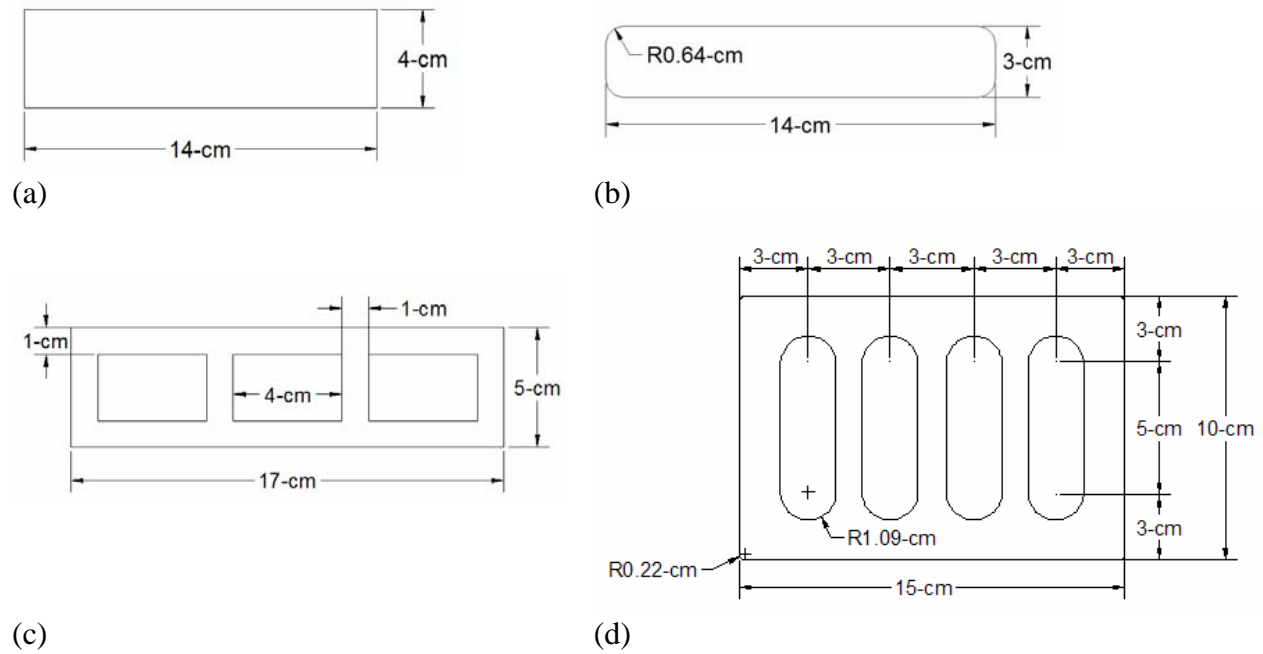 4-cm
14-cm
(a)
R0.64-cm
3-cm
14-cm
(b)
1-cm
1-cm
4-cm
5-cm
17-cm
(c)
3-cm 3-cm 3-cm 3-cm 3-cm
3-cm
5-cm 10-cm
3-cm
R1.09-cm
R0.22-cm
15-cm
(d)